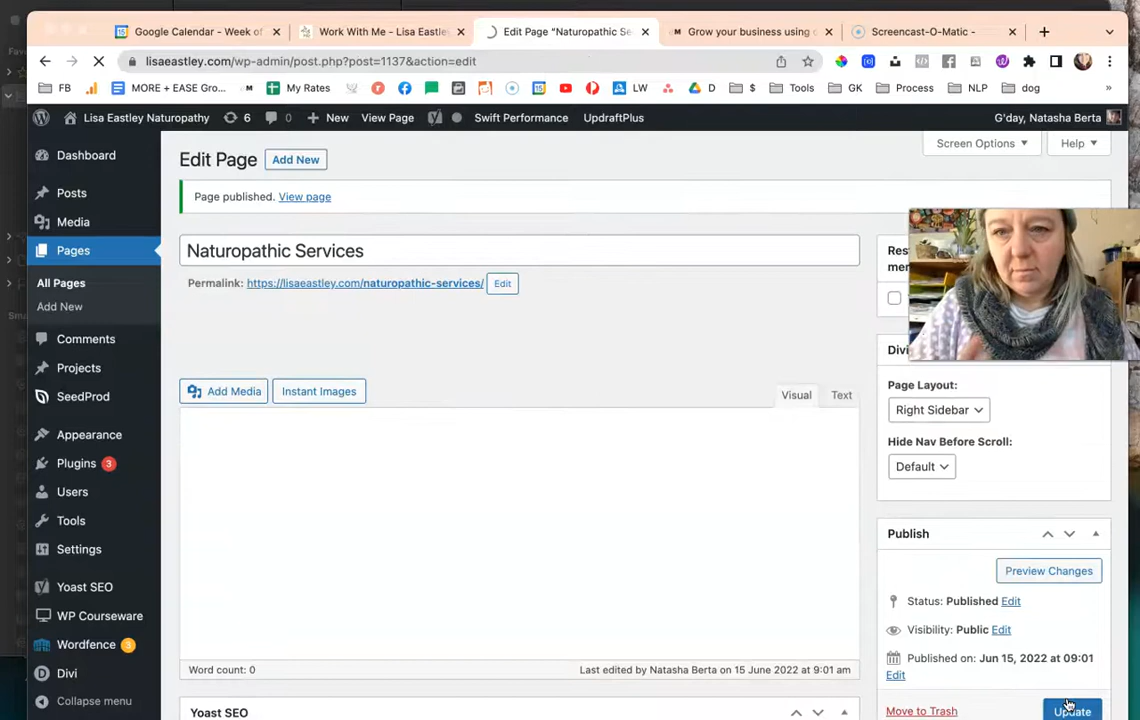 Google Calendar - Week of
Work With Me - Lisa Eastley
Edit Page "Naturopathic Se
Grow your business using
Screencast-O-Matic -
lisaeastley.com/wp-admin/post.php?post=1137&action=edit
FB
MORE + EASE Gro...
My Rates
LW
D
$
Tools
GK
Process
NLP
dog
»
Lisa Eastley Naturopathy
6
0
New
View Page
Swift Performance
UpdraftPlus
G'day, Natasha Berta
Dashboard
Posts
Media
Pages
All Pages
Add New
Comments
Projects
SeedProd
Appearance
Plugins 3
Users
Tools
Settings
Yoast SEO
WP Courseware
Wordfence 3
Divi
Collapse menu
Screen Options
Help
Edit Page
Add New
Page published. View page
Naturopathic Services
Permalink: https://lisaeastley.com/naturopathic-services/ Edit
Add Media
Instant Images
Visual
Text
Word count: 0
Last edited by Natasha Berta on 15 June 2022 at 9:01 am
Yoast SEO
Page Layout:
Right Sidebar
Hide Nav Before Scroll:
Default
Publish
Preview Changes
Status: Published Edit
Visibility: Public Edit
Published on: Jun 15, 2022 at 09:01
Edit
Move to Trash
Update